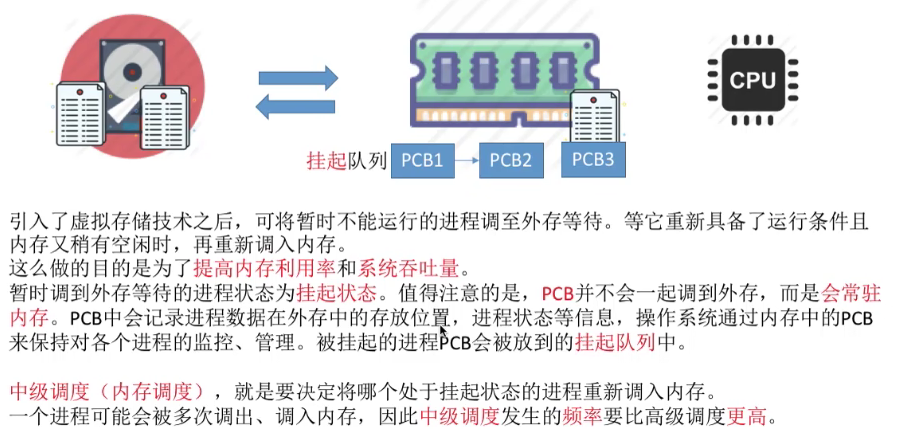 CPU
挂起队列 PCB1 PCB2 PCB3
引入了虚拟存储技术之后，可将暂时不能运行的进程调至外存等待。等它重新具备了运行条件且
内存又稍有空闲时，再重新调入内存。
这么做的目的是为了提高内存利用率和系统吞吐量。
暂时调到外存等待的进程状态为挂起状态。值得注意的是，PCB并不会一起调到外存，而是会常驻
内存。PCB中会记录进程数据在外存中的存放位置，进程状态等信息，操作系统通过内存中的PCB
来保持对各个进程的监控、管理。被挂起的进程PCB会被放到的挂起队列中。
中级调度（内存调度），就是要决定将哪个处于挂起状态的进程重新调入内存。
一个进程可能会被多次调出、调入内存，因此中级调度发生的频率要比高级调度更高。